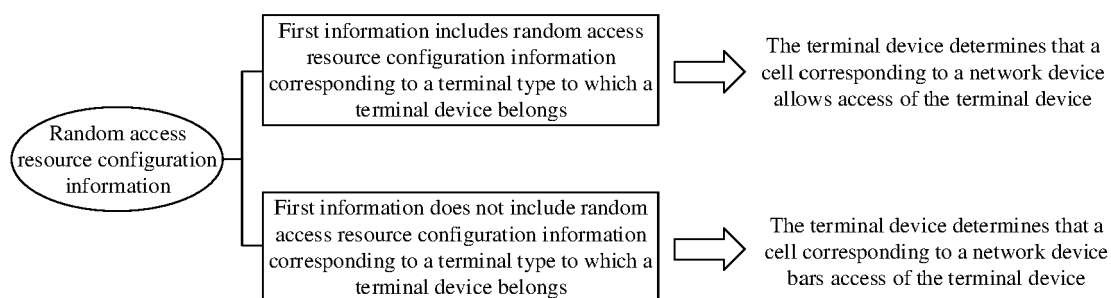 Random access
resource configuration
information
First information includes random access
resource configuration information
corresponding to a terminal type to which a
terminal device belongs
The terminal device determines that a
cell corresponding to a network device
allows access of the terminal device
First information does not include random
access resource configuration information
corresponding to a terminal type to which a
terminal device belongs
The terminal device determines that a
cell corresponding to a network device
bars access of the terminal device